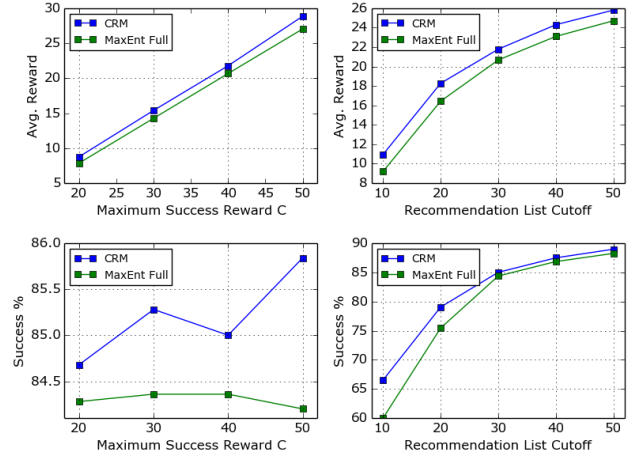 30
25
20
15
10
5
Avg. Reward
CRM
MaxEnt Full
20 25 30 35 40 45 50
Maximum Success Reward C
26
24
22
20
18
16
14
12
10
8
Avg. Reward
CRM
MaxEnt Full
10 20 30 40 50
Recommendation List Cutoff
86.0
85.5
85.0
84.5
Success %
CRM
MaxEnt Full
20 30 40 50
Maximum Success Reward C
90
85
80
75
70
65
60
Success %
CRM
MaxEnt Full
10 20 30 40 50
Recommendation List Cutoff